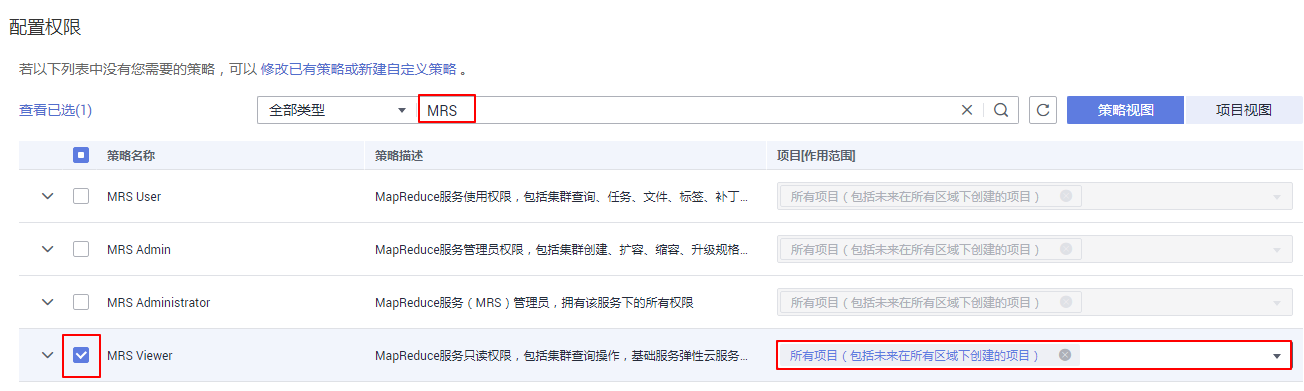 配置权限
若以下列表中没有您需要的策略，可以 修改已有策略或新建自定义策略 。
查看已选(1) 全部类型 MRS 策略视图 项目视图
策略名称 策略描述 项目[作用范围]
MRS User MapReduce服务使用权限，包括集群查询、任务、文件、标签、补丁... 所有项目（包括未来在所有区域下创建的项目）
MRS Admin MapReduce服务管理员权限，包括集群创建、扩容、缩容、升级规格... 所有项目（包括未来在所有区域下创建的项目）
MRS Administrator MapReduce服务（MRS）管理员，拥有该服务下的所有权限 所有项目（包括未来在所有区域下创建的项目）
MRS Viewer MapReduce服务只读权限，包括集群查询操作，基础服务弹性云服务... 所有项目（包括未来在所有区域下创建的项目）